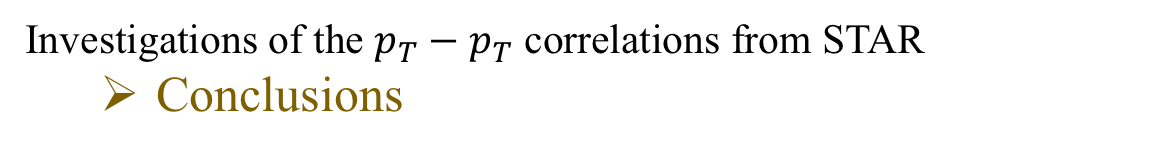 Investigations of the $p_T - p_T$ correlations from STAR
➢ Conclusions